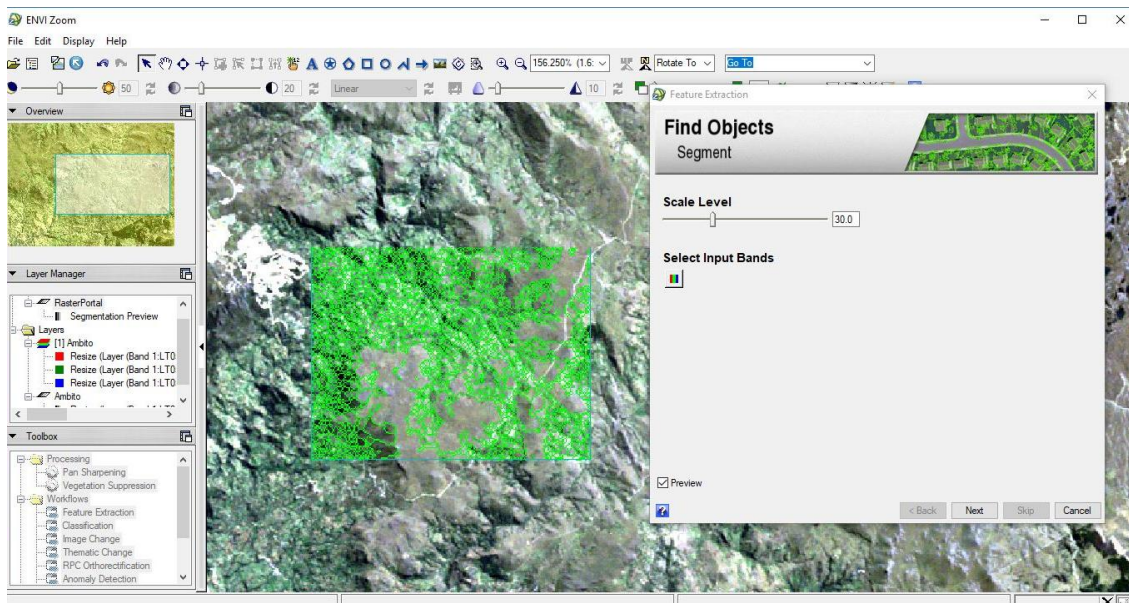 ENVI Zoom
File Edit Display Help
156.250% (1.6: Rotate To Go To
50 20 Linear 10
Overview
Layer Manager
RasterPortal
Segmentation Preview
Layers
[1] Ambito
Resize (Layer (Band 1:LT0
Resize (Layer (Band 1:LT0
Resize (Layer (Band 1:LT0
Ambito
Toolbox
Processing
Pan Sharpening
Vegetation Suppression
Workflows
Feature Extraction
Classification
Image Change
Thematic Change
RPC Orthorectification
Anomaly Detection
Feature Extraction
Find Objects
Segment
Scale Level
30.0
Select Input Bands
Preview
< Back Next Skip Cancel